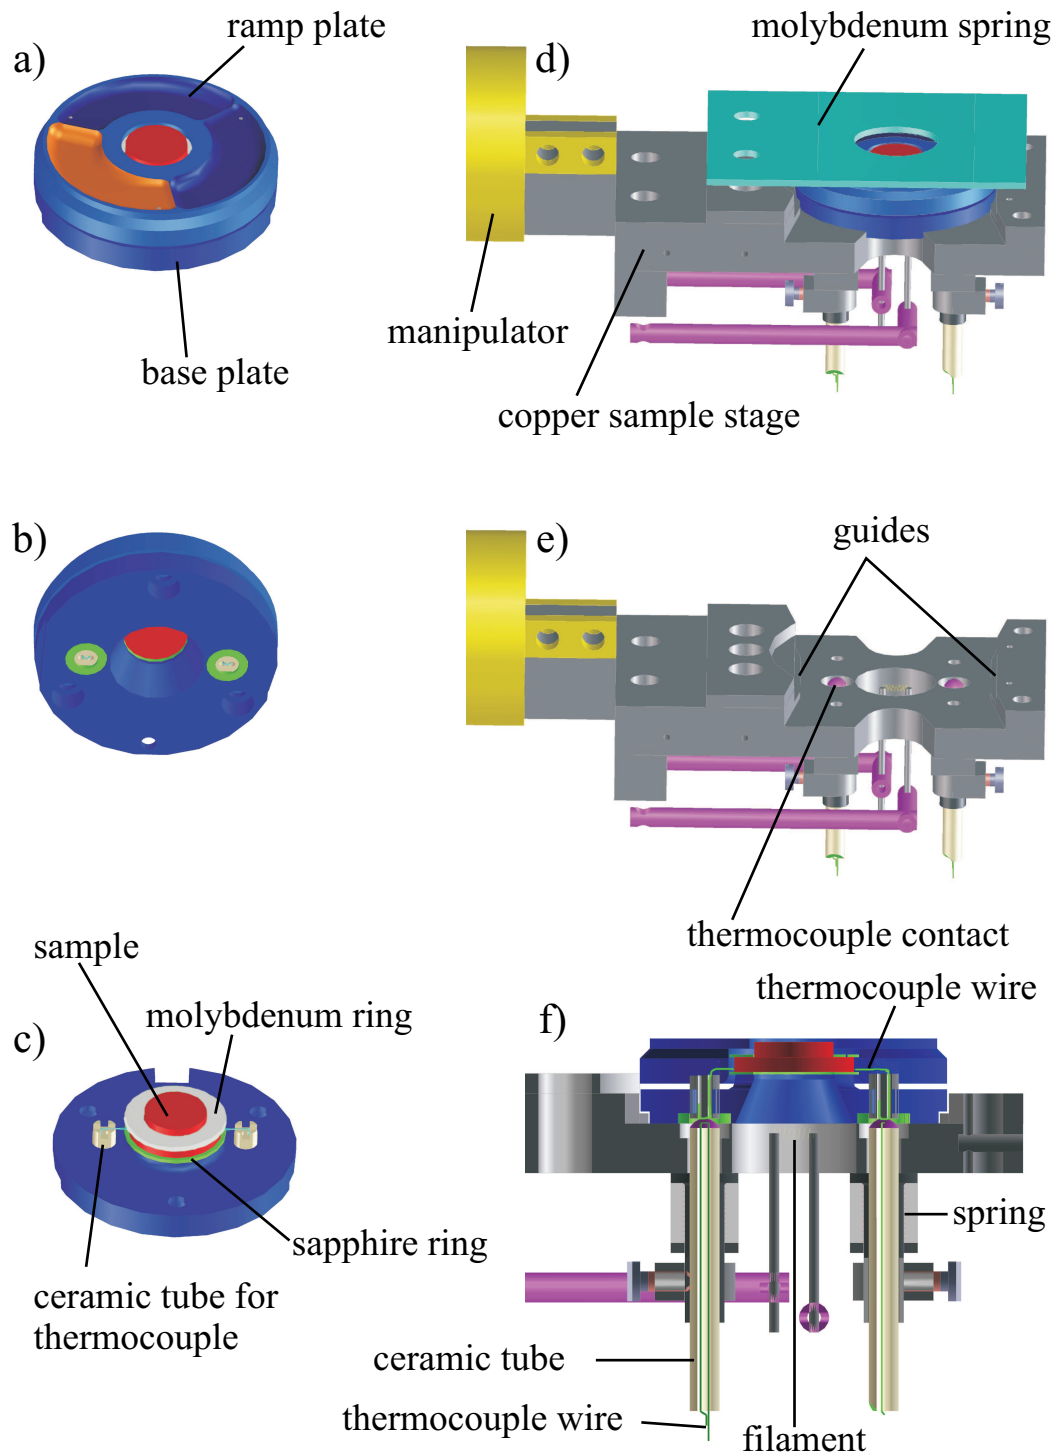 a)
ramp plate
base plate
d)
molybdenum spring
manipulator
copper sample stage
b)
e)
guides
thermocouple contact
c)
sample
molybdenum ring
sapphire ring
ceramic tube for
thermocouple
f)
thermocouple wire
spring
ceramic tube
thermocouple wire
filament